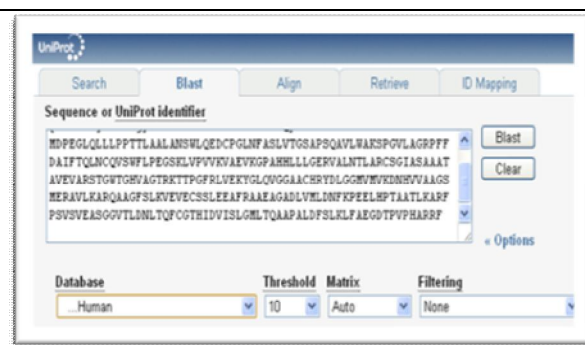 UniProt
Search Blast Align Retrieve ID Mapping
Sequence or UniProt identifier
MDPEGLQLLLPPTTLAALANSWLQEDCPGLNFASLVTGSAPSQAVLWAKSPGVLAGRPFF
DAIFTQLNCQVSWFLPEGSKLVPVVKVAEVKGPAHHLLLGERVALNTLARCSGIASAAAT
AVEVARSTGWTGHVAGTRKTTPGFRLVEKYGLQVGGAACHRYDLGGMVMVKDNHVVAAGS
MERAVLKARQAAGFSLKVEVECSSLEEAFRAAEAGADLVMLDNFKPEELHPTAATLKARF
PSVSVEASGGVTLDNLTQFCGTHIDVISLGMLTQAAPALDFSLKLFAEGDTPVPHARRF
Blast
Clear
« Options
Database Threshold Matrix Filtering
...Human 10 Auto None